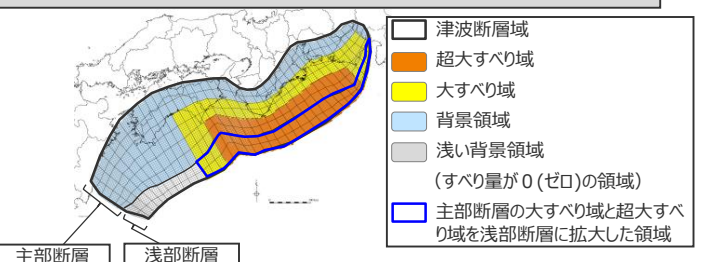 津波断層域
超大すべり域
大すべり域
背景領域
浅い背景領域
(すべり量が0(ゼロ)の領域)
主部断層の大すべり域と超大すべ
り域を浅部断層に拡大した領域
主部断層
浅部断層